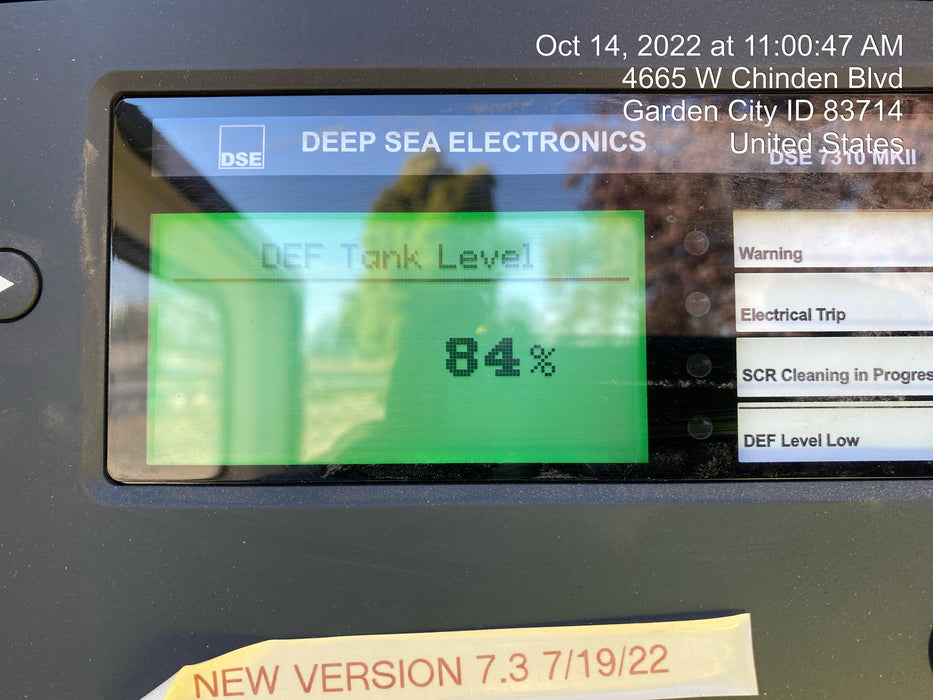 Oct 14, 2022 at 11:00:47 AM
4665 W Chinden Blvd
Garden City ID 83714
United States
DSE
DEEP SEA ELECTRONICS
DSE 7310 MKII
DEF Tank Level
84%
Warning
Electrical Trip
SCR Cleaning in Progres
DEF Level Low
NEW VERSION 7.3 7/19/22